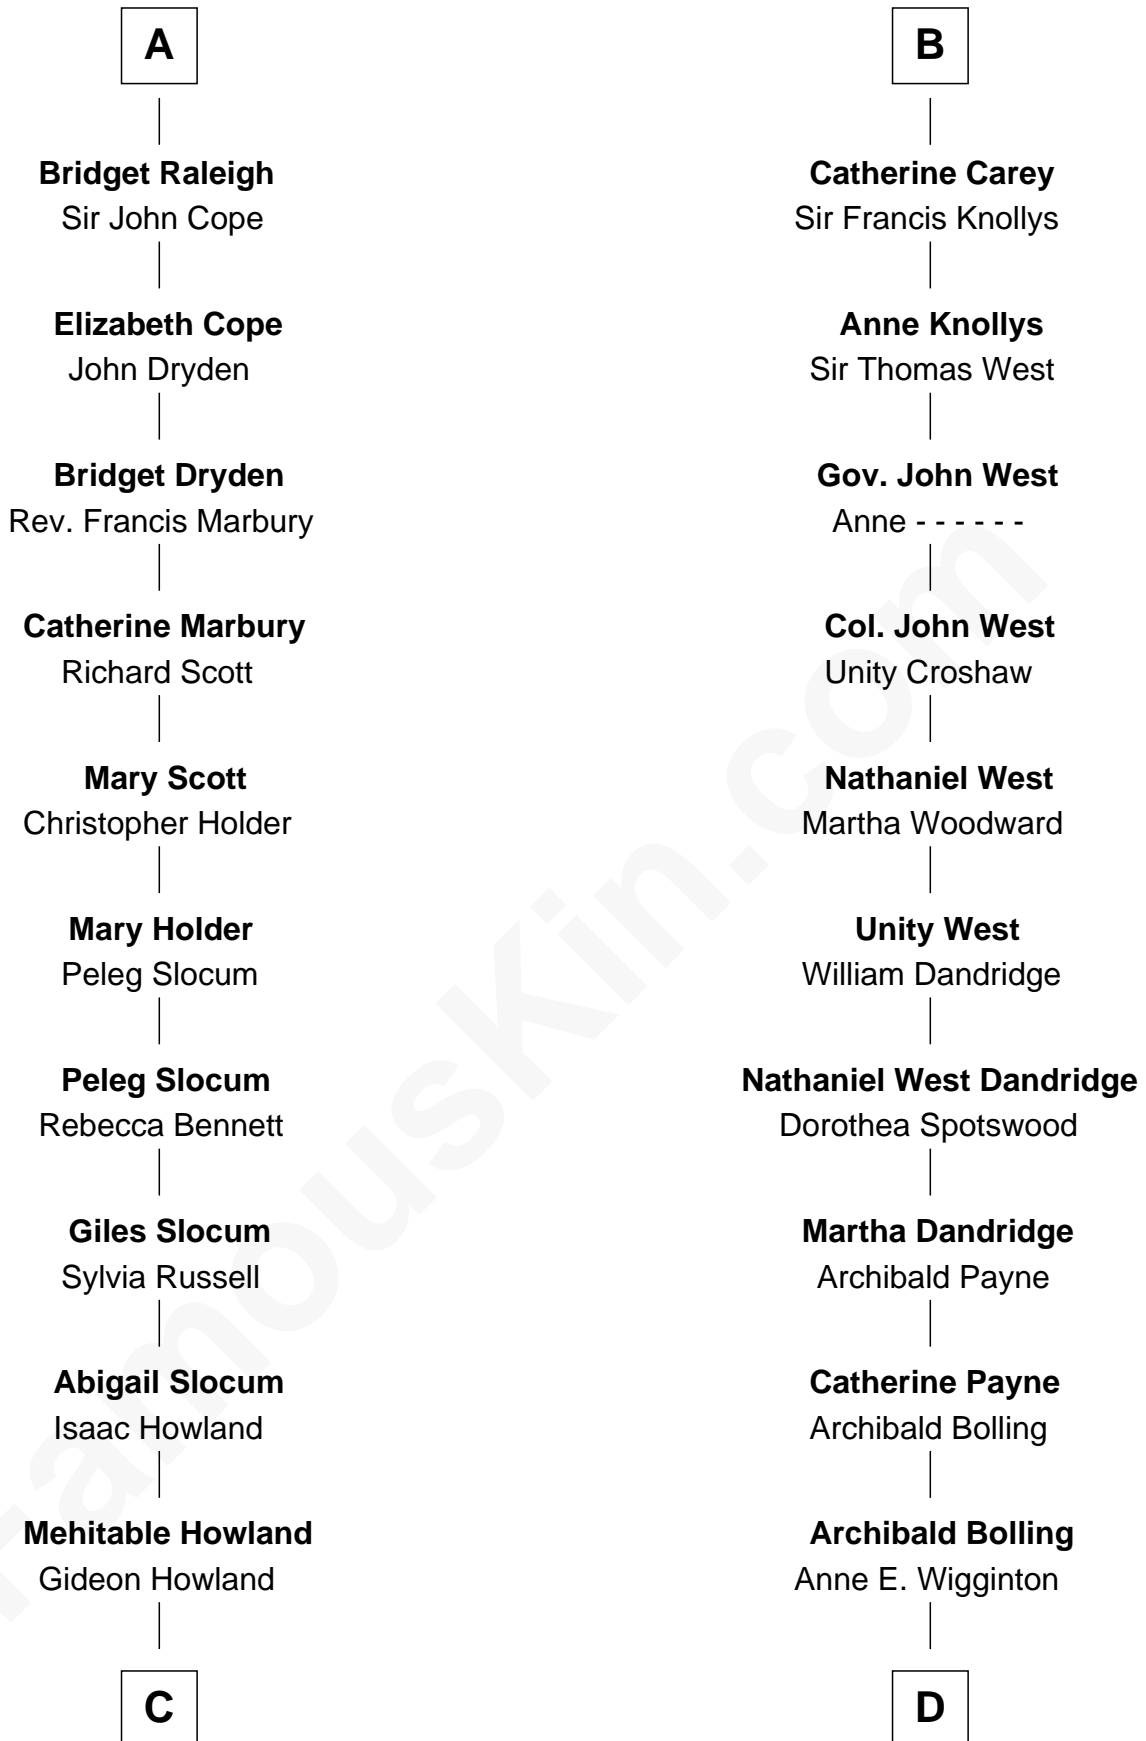 A
Bridget Raleigh
Sir John Cope
Elizabeth Cope
John Dryden
Bridget Dryden
Rev. Francis Marbury
Catherine Marbury
Richard Scott
Mary Scott
Christopher Holder
Mary Holder
Peleg Slocum
Peleg Slocum
Rebecca Bennett
Giles Slocum
Sylvia Russell
Abigail Slocum
Isaac Howland
Mehitable Howland
Gideon Howland
C
B
Catherine Carey
Sir Francis Knollys
Anne Knollys
Sir Thomas West
Gov. John West
Anne - - - - - -
Col. John West
Unity Croshaw
Nathaniel West
Martha Woodward
Unity West
William Dandridge
Nathaniel West Dandridge
Dorothea Spotswood
Martha Dandridge
Archibald Payne
Catherine Payne
Archibald Bolling
Archibald Bolling
Anne E. Wigginton
D
FamousKin.com